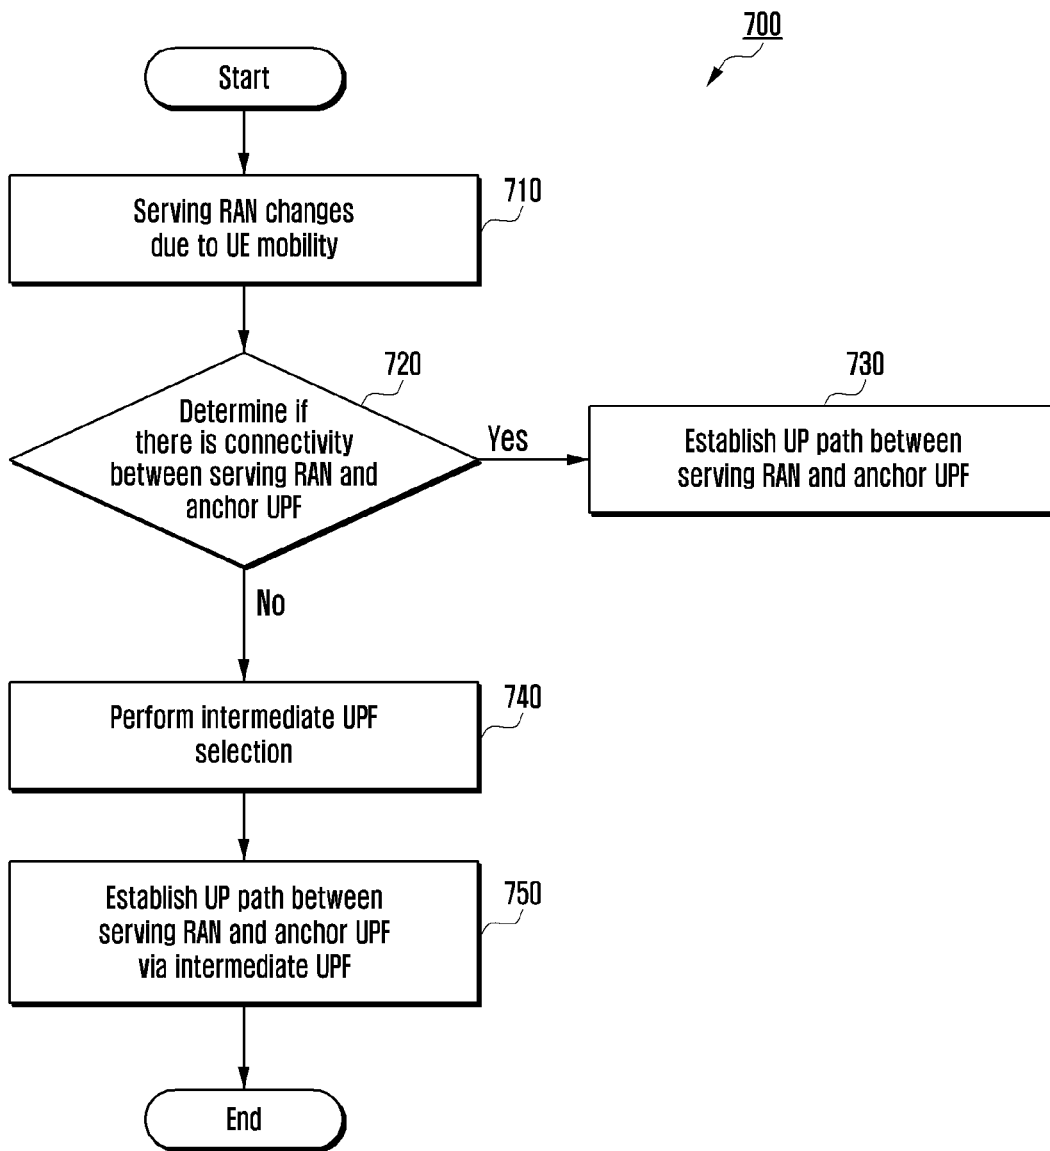 700
Start
710
Serving RAN changes
due to UE mobility
720
Determine if
there is connectivity
between serving RAN and
anchor UPF
Yes
730
Establish UP path between
serving RAN and anchor UPF
No
740
Perform intermediate UPF
selection
750
Establish UP path between
serving RAN and anchor UPF
via intermediate UPF
End